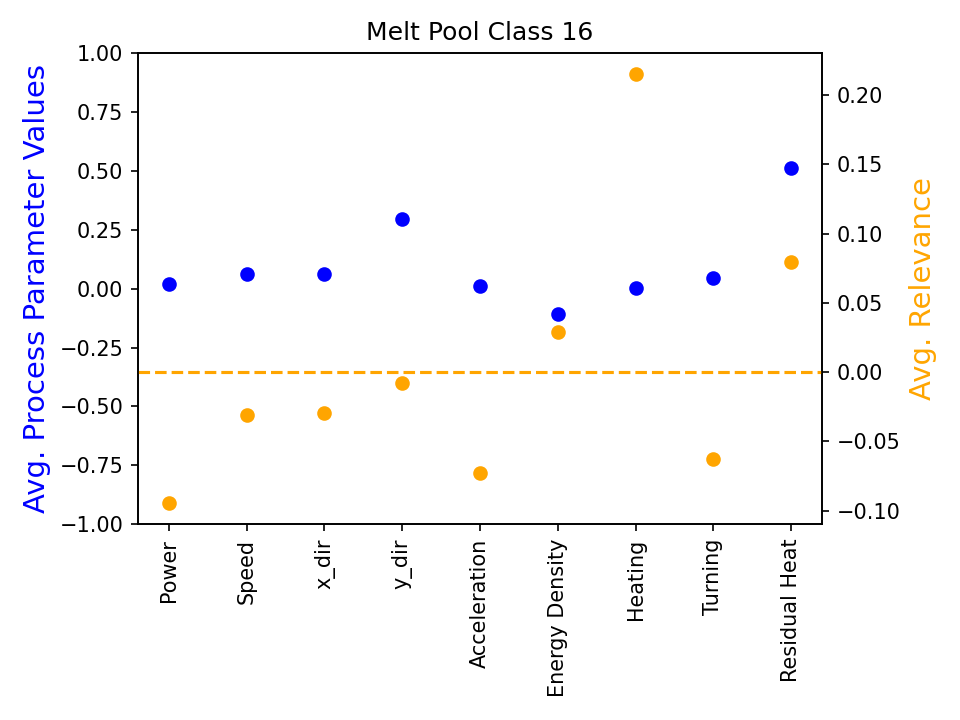 Melt Pool Class 16
Avg. Process Parameter Values
1.00
0.75
0.50
0.25
0.00
−0.25
−0.50
−0.75
−1.00
0.20
0.15
0.10
0.05
0.00
−0.05
−0.10
Avg. Relevance
Power
Speed
x_dir
y_dir
Acceleration
Energy Density
Heating
Turning
Residual Heat